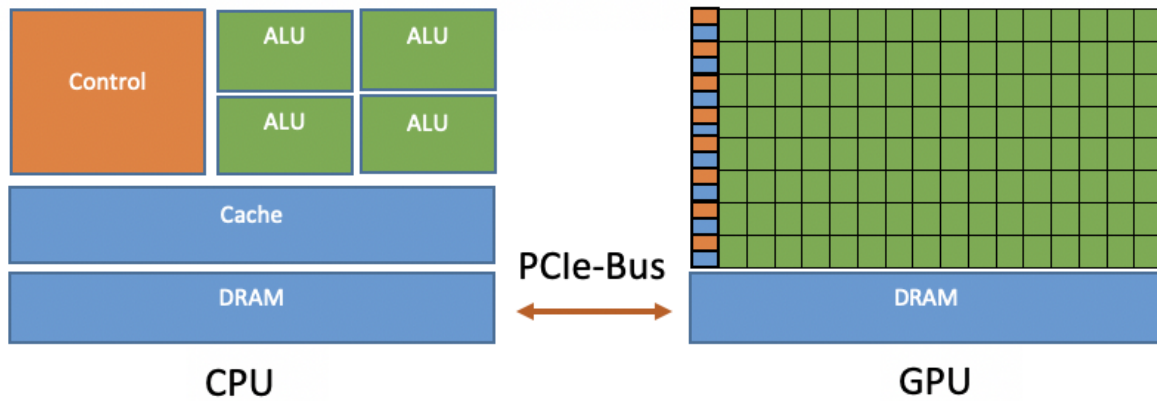 Control
ALU
ALU
ALU
ALU
Cache
DRAM
CPU
PCIe-Bus
DRAM
GPU